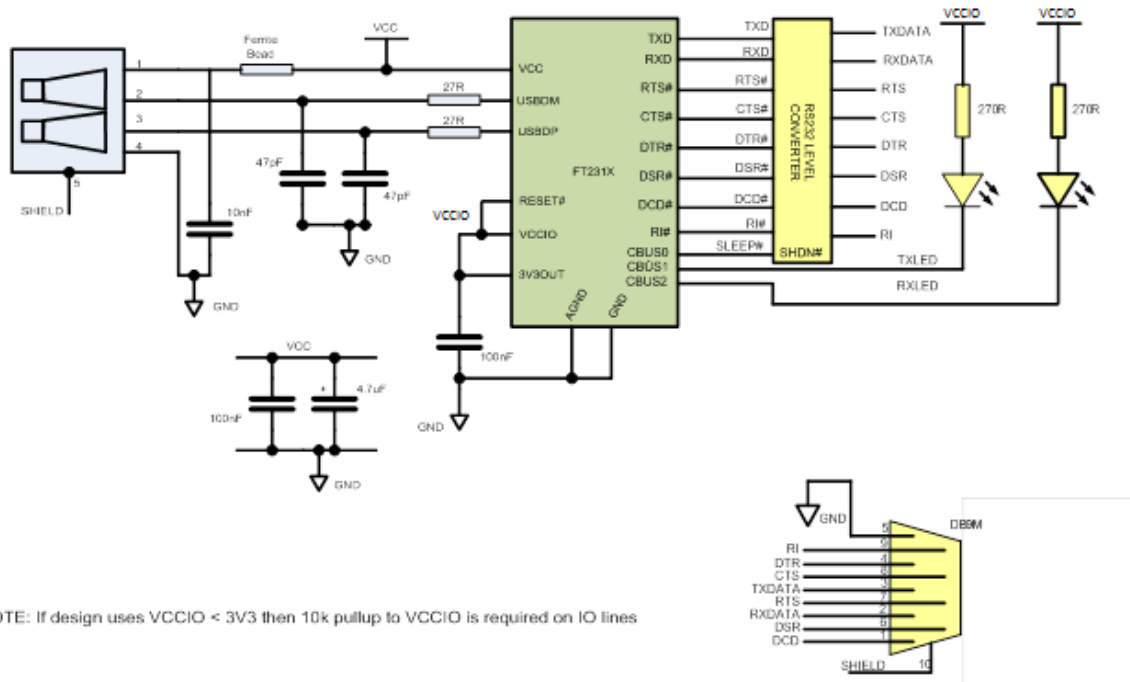 VCCIO
VCCIO
VCC
Ferrite
Bead
1
2
3
4
5
SHIELD
27R
27R
47pF
47pF
10nF
GND
GND
VCC
USBDM
USBDP
RESET#
VCCIO
3V3OUT
VCCIO
FT231X
TXD
RXD
RTS#
CTS#
DTR#
DSR#
DCD#
RI#
CBUS0
CBUS1
CBUS2
AGND
GND
TXD
RXD
RTS#
CTS#
DTR#
DSR#
DCD#
RI#
SLEEP#
RS232 LEVEL
CONVERTER
SHDN#
TXDATA
RXDATA
RTS
CTS
DTR
DSR
DCD
RI
TXLED
RXLED
270R
270R
100nF
GND
VCC
100nF
+
4.7uF
GND
GND
DB9M
5
RI 9
DTR 4
CTS 8
TXDATA 3
RTS 7
RXDATA 2
DSR 6
DCD 1
SHIELD 10
OTE: If design uses VCCIO < 3V3 then 10k pullup to VCCIO is required on IO lines